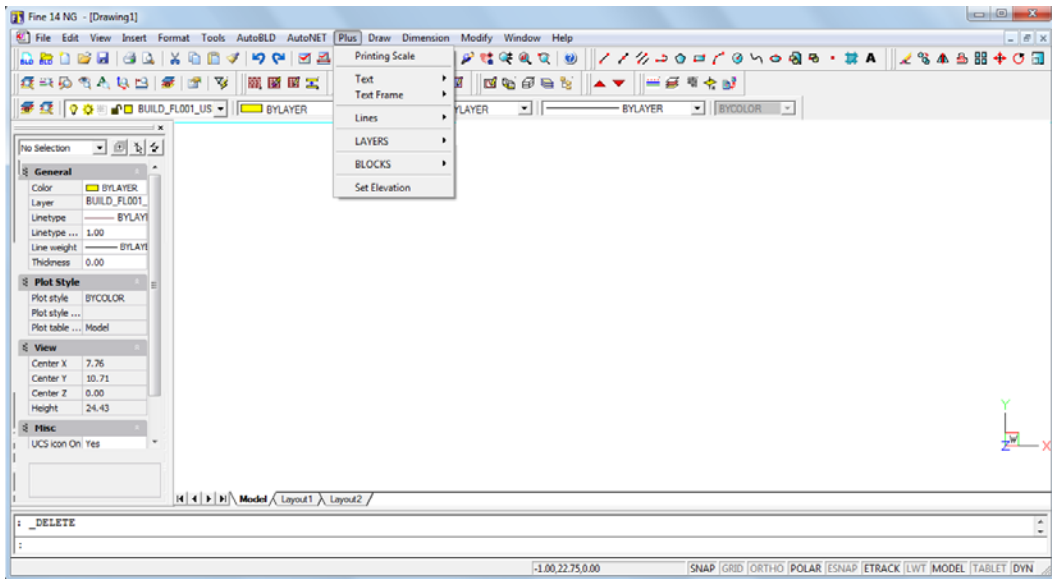 Fine 14 NG - [Drawing1]
File Edit View Insert Format Tools AutoBLD AutoNET Plus Draw Dimension Modify Window Help
Printing Scale
Text
Text Frame
Lines
LAYERS
BLOCKS
Set Elevation
BUILD_FL001_US
BYLAYER
YLAYER
BYLAYER
BYCOLOR
No Selection
General
Color BYLAYER
Layer BUILD_FL001_
Linetype BYLAYE
Linetype ... 1.00
Line weight BYLAYE
Thickness 0.00
Plot Style
Plot style BYCOLOR
Plot style ...
Plot table ... Model
View
Center X 7.76
Center Y 10.71
Center Z 0.00
Height 24.43
Misc
UCS icon On Yes
Y
W
Z X
Model Layout1 Layout2
: _DELETE
:
-1.00,22.75,0.00 SNAP GRID ORTHO POLAR ESNAP ETRACK LWT MODEL TABLET DYN